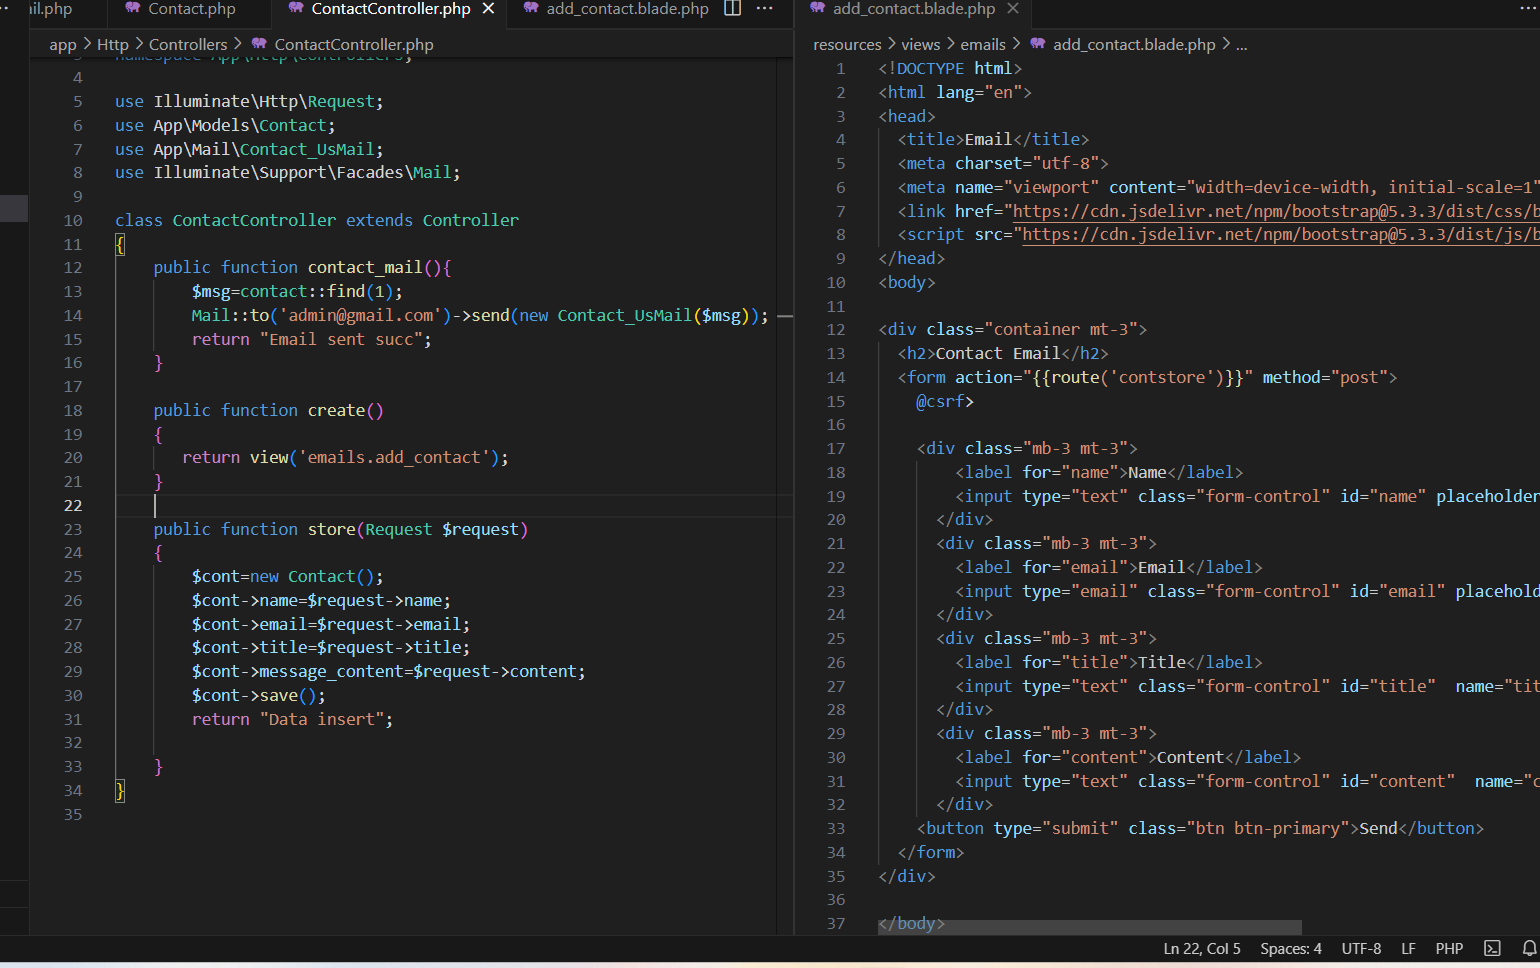 il.php Contact.php ContactController.php add_contact.blade.php
app > Http > Controllers > ContactController.php
3 namespace App\Http\Controllers;
4
5 use Illuminate\Http\Request;
6 use App\Models\Contact;
7 use App\Mail\Contact_UsMail;
8 use Illuminate\Support\Facades\Mail;
9
10 class ContactController extends Controller
11 {
12     public function contact_mail(){
13         $msg=contact::find(1);
14         Mail::to('admin@gmail.com')->send(new Contact_UsMail($msg));
15         return "Email sent succ";
16     }
17
18     public function create()
19     {
20        return view('emails.add_contact');
21     }
22
23     public function store(Request $request)
24     {
25         $cont=new Contact();
26         $cont->name=$request->name;
27         $cont->email=$request->email;
28         $cont->title=$request->title;
29         $cont->message_content=$request->content;
30         $cont->save();
31         return "Data insert";
32
33     }
34 }
35
add_contact.blade.php
resources > views > emails > add_contact.blade.php > ...
1 <!DOCTYPE html>
2 <html lang="en">
3 <head>
4   <title>Email</title>
5   <meta charset="utf-8">
6   <meta name="viewport" content="width=device-width, initial-scale=1"
7   <link href="https://cdn.jsdelivr.net/npm/bootstrap@5.3.3/dist/css/b
8   <script src="https://cdn.jsdelivr.net/npm/bootstrap@5.3.3/dist/js/b
9 </head>
10 <body>
11
12 <div class="container mt-3">
13   <h2>Contact Email</h2>
14   <form action="{{route('contstore')}}" method="post">
15     @csrf>
16
17     <div class="mb-3 mt-3">
18         <label for="name">Name</label>
19         <input type="text" class="form-control" id="name" placeholder
20       </div>
21       <div class="mb-3 mt-3">
22         <label for="email">Email</label>
23         <input type="email" class="form-control" id="email" placehold
24       </div>
25       <div class="mb-3 mt-3">
26         <label for="title">Title</label>
27         <input type="text" class="form-control" id="title"  name="tit
28       </div>
29       <div class="mb-3 mt-3">
30         <label for="content">Content</label>
31         <input type="text" class="form-control" id="content"  name="c
32       </div>
33     <button type="submit" class="btn btn-primary">Send</button>
34   </form>
35 </div>
36
37 </body>
Ln 22, Col 5 Spaces: 4 UTF-8 LF PHP